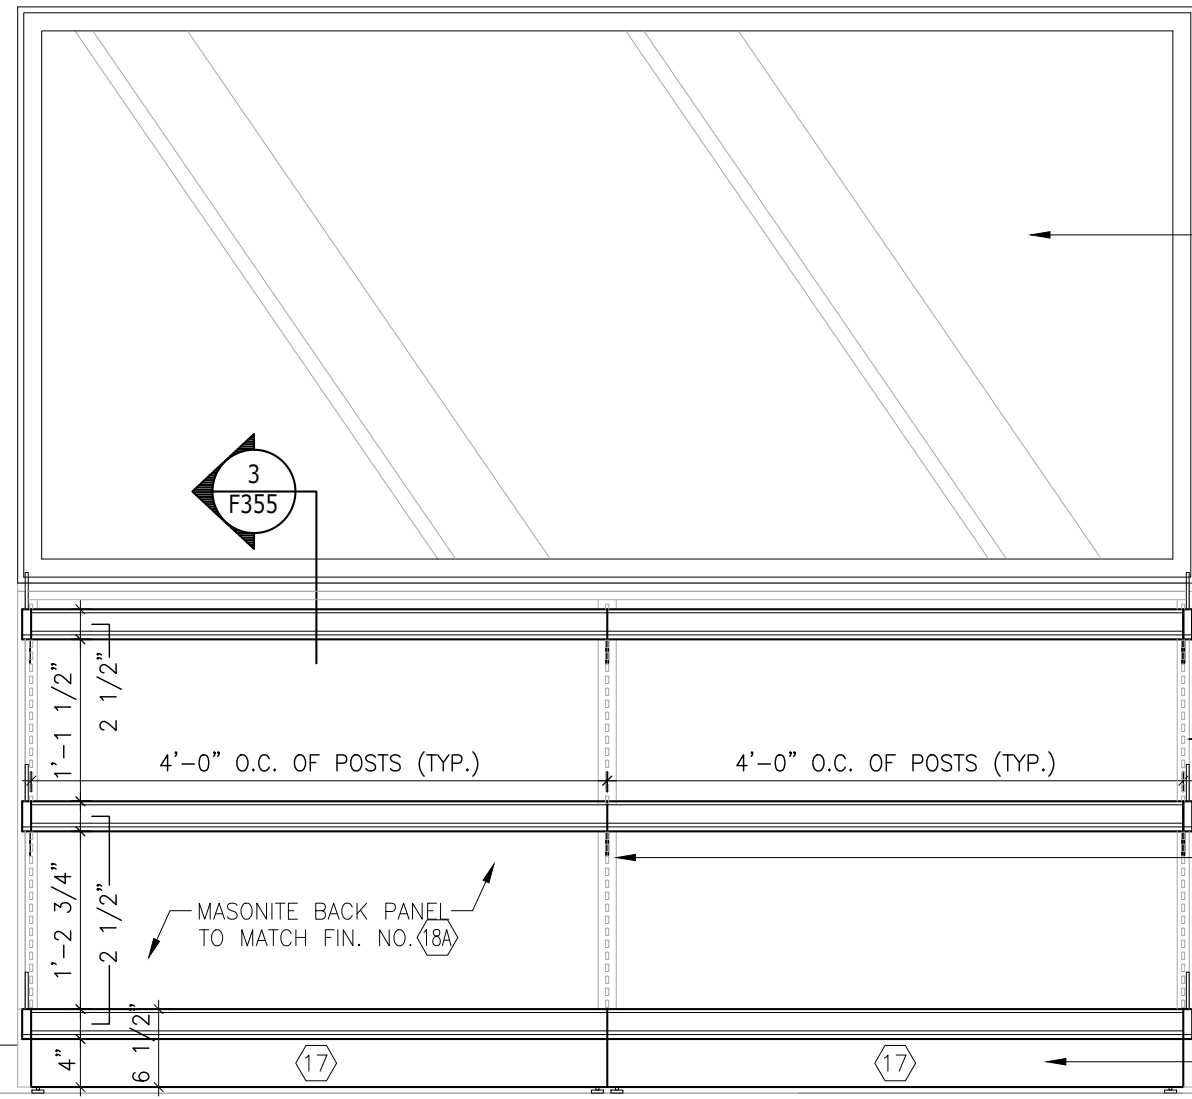 3
F355
1'-1 1/2"
2 1/2"
4'-0" O.C. OF POSTS (TYP.)
4'-0" O.C. OF POSTS (TYP.)
1'-2 3/4"
2 1/2"
MASONITE BACK PANEL
TO MATCH FIN. NO. 18A
4"
6 1/2"
17
17